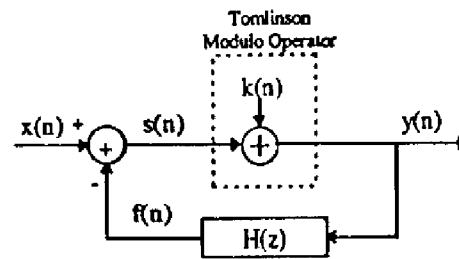 Tomlinson
Modulo Operator
k(n)
x(n) +
+
s(n)
+
y(n)
-
f(n)
H(z)